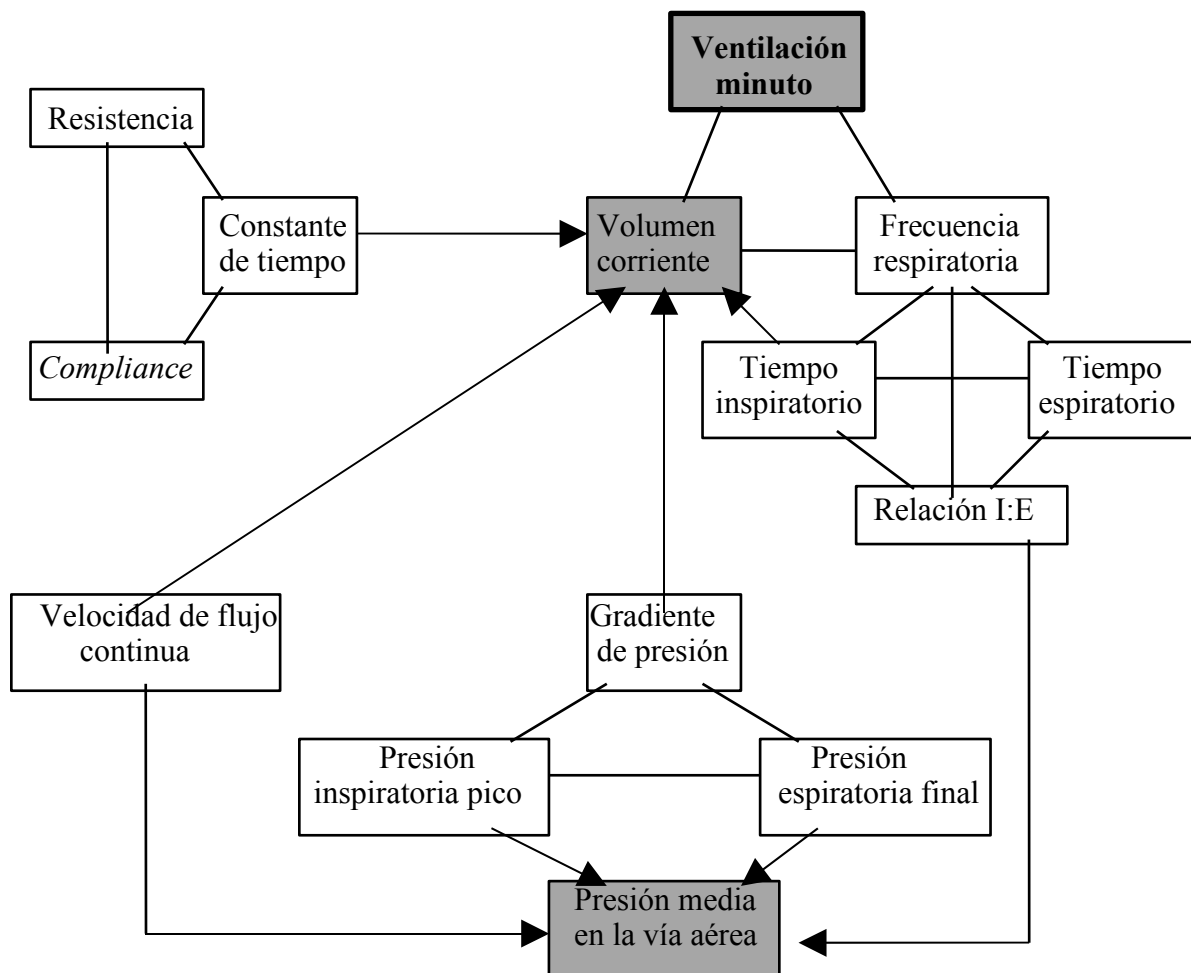 Ventilación
minuto
Resistencia
Constante
de tiempo
Volumen
corriente
Frecuencia
respiratoria
Compliance
Tiempo
inspiratorio
Tiempo
espiratorio
Relación I:E
Velocidad de flujo
continua
Gradiente
de presión
Presión
inspiratoria pico
Presión
espiratoria final
Presión media
en la vía aérea